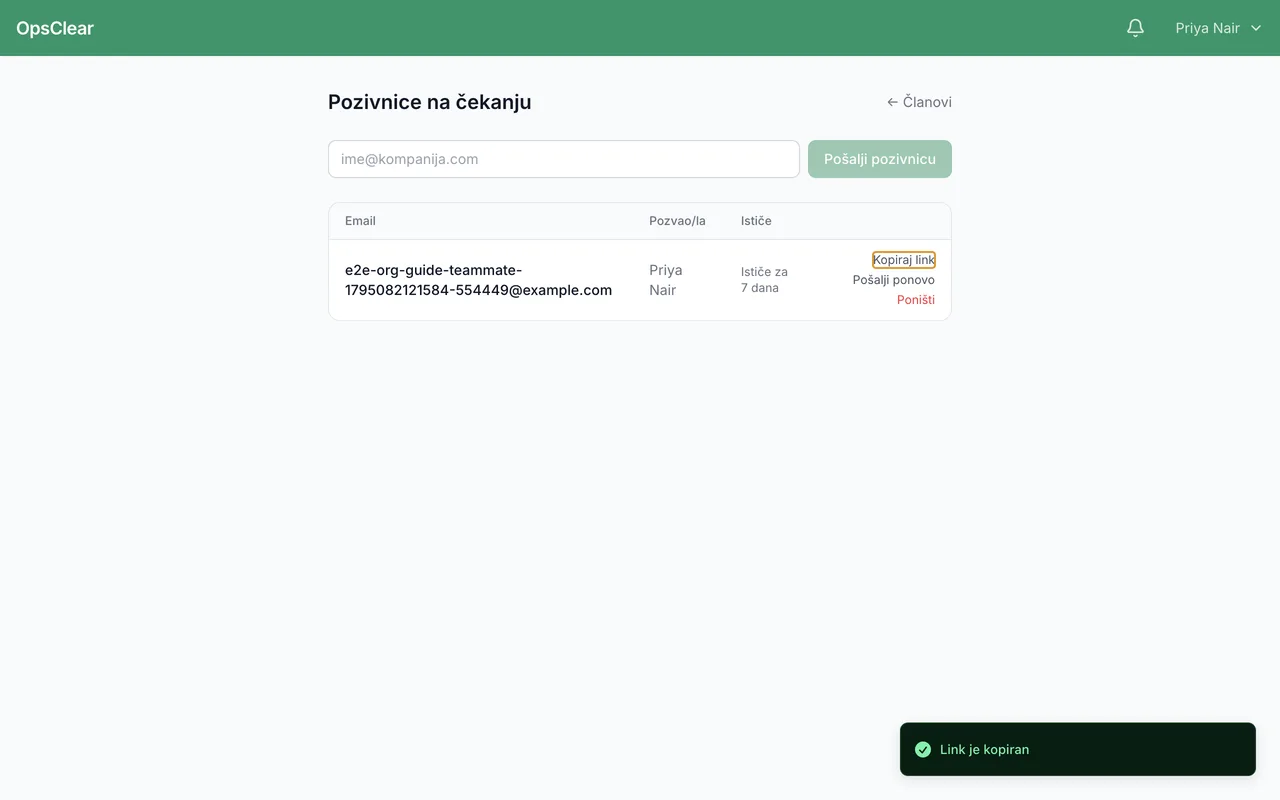 OpsClear
Priya Nair
Pozivnice na čekanju
← Članovi
ime@kompanija.com
Pošalji pozivnicu
Email
Pozvao/la
Ističe
e2e-org-guide-teammate-
1795082121584-554449@example.com
Priya
Nair
Ističe za
7 dana
Kopiraj link
Pošalji ponovo
Poništi
Link je kopiran